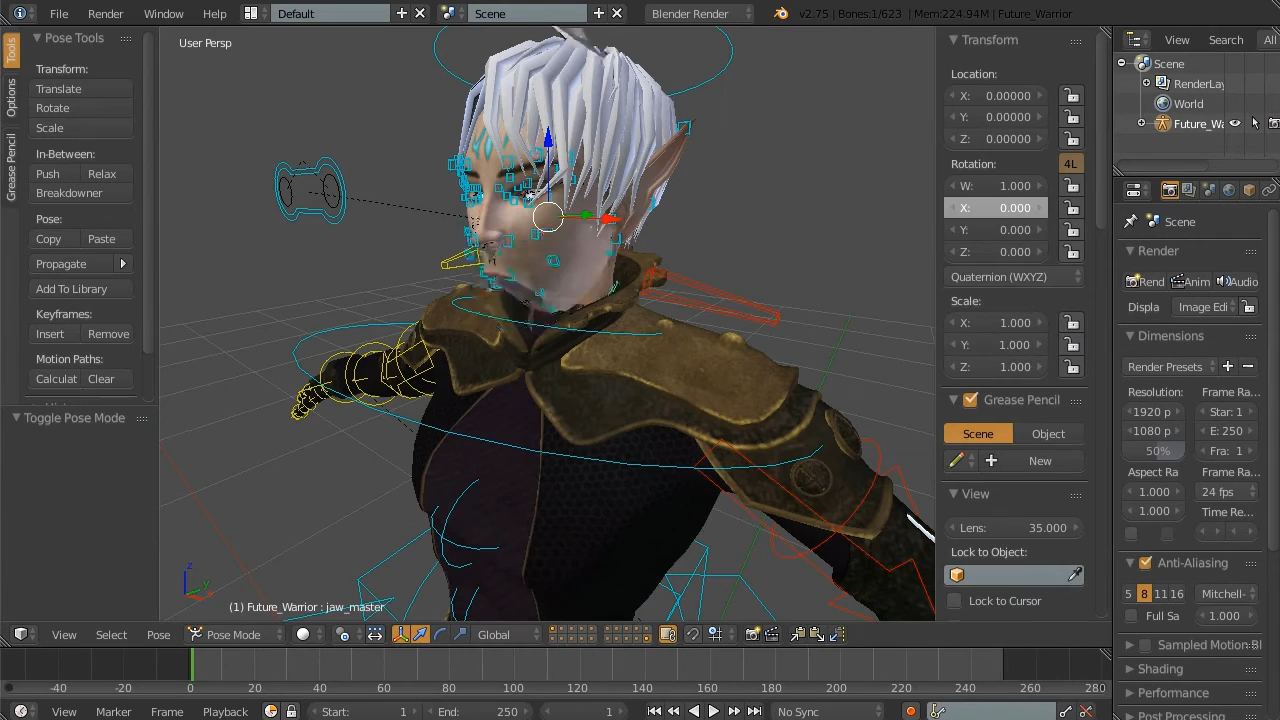 File Render Window Help Default Scene Blender Render v2.75 | Bones:1/623 | Mem:224.94M | Future_Warrior
Tools
Options
Grease Pencil
Pose Tools
Transform:
Translate
Rotate
Scale
In-Between:
Push Relax
Breakdowner
Pose:
Copy Paste
Propagate
Add To Library
Keyframes:
Insert Remove
Motion Paths:
Calculat Clear
Toggle Pose Mode
User Persp
z
y
(1) Future_Warrior : jaw_master
Transform
Location:
X: 0.00000
Y: 0.00000
Z: 0.00000
Rotation: 4L
W: 1.000
X: 0.000
Y: 0.000
Z: 0.000
Quaternion (WXYZ)
Scale:
X: 1.000
Y: 1.000
Z: 1.000
Grease Pencil
Scene Object
New
View
Lens: 35.000
Lock to Object:
Lock to Cursor
View Search All
Scene
RenderLay
World
Future_Wa
Scene
Render
Rend Anim Audio
Displa Image Edi
Dimensions
Render Presets
Resolution: Frame Ra...
1920 p Star: 1
1080 p E: 250
50% Fra: 1
Aspect Ra Frame Ra...
1.000 24 fps
1.000 Time Re...
Anti-Aliasing
5 8 11 16 Mitchell-
Full Sa 1.000
Sampled Motion Bl
Shading
Performance
Post Processing
View Select Pose Pose Mode Global
-40 -20 0 20 40 60 80 100 120 140 160 180 200 220 240 260 280
View Marker Frame Playback Start: 1 End: 250 1 No Sync